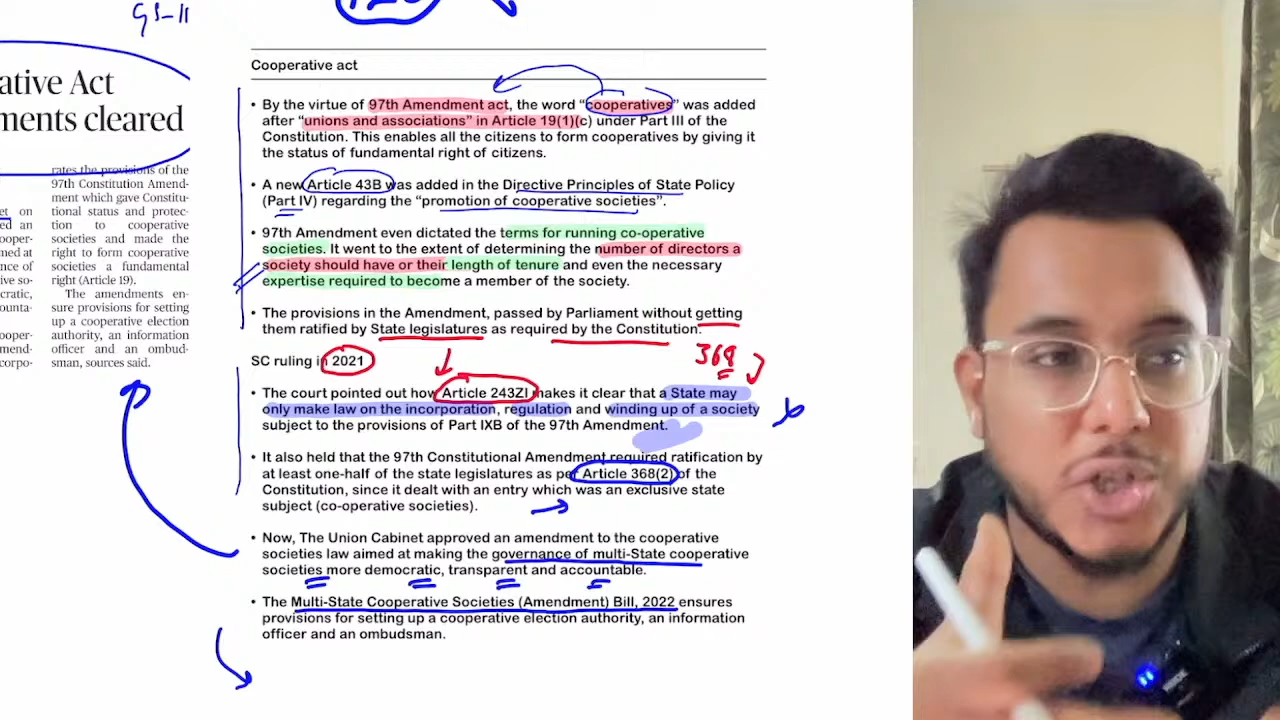 GS-II
ative Act
ments cleared
rates the provisions of the
97th Constitution Amend-
ment which gave Constitu-
tional status and protec-
tion to cooperative
societies and made the
right to form cooperative
societies a fundamental
right (Article 19).
The amendments en-
sure provisions for setting
up a cooperative election
authority, an information
officer and an ombud-
sman, sources said.
et on
ed an
ooper-
med at
nce of
ve so-
cratic,
ounta-
ooper-
mend-
corpo-
Cooperative act
• By the virtue of 97th Amendment act, the word “cooperatives” was added
after “unions and associations” in Article 19(1)(c) under Part III of the
Constitution. This enables all the citizens to form cooperatives by giving it
the status of fundamental right of citizens.
• A new Article 43B was added in the Directive Principles of State Policy
(Part IV) regarding the “promotion of cooperative societies”.
• 97th Amendment even dictated the terms for running co-operative
societies. It went to the extent of determining the number of directors a
society should have or their length of tenure and even the necessary
expertise required to become a member of the society.
• The provisions in the Amendment, passed by Parliament without getting
them ratified by State legislatures as required by the Constitution.
SC ruling in 2021
368
• The court pointed out how Article 243ZI makes it clear that a State may
only make law on the incorporation, regulation and winding up of a society
subject to the provisions of Part IXB of the 97th Amendment.
• It also held that the 97th Constitutional Amendment required ratification by
at least one-half of the state legislatures as per Article 368(2) of the
Constitution, since it dealt with an entry which was an exclusive state
subject (co-operative societies).
• Now, The Union Cabinet approved an amendment to the cooperative
societies law aimed at making the governance of multi-State cooperative
societies more democratic, transparent and accountable.
• The Multi-State Cooperative Societies (Amendment) Bill, 2022 ensures
provisions for setting up a cooperative election authority, an information
officer and an ombudsman.